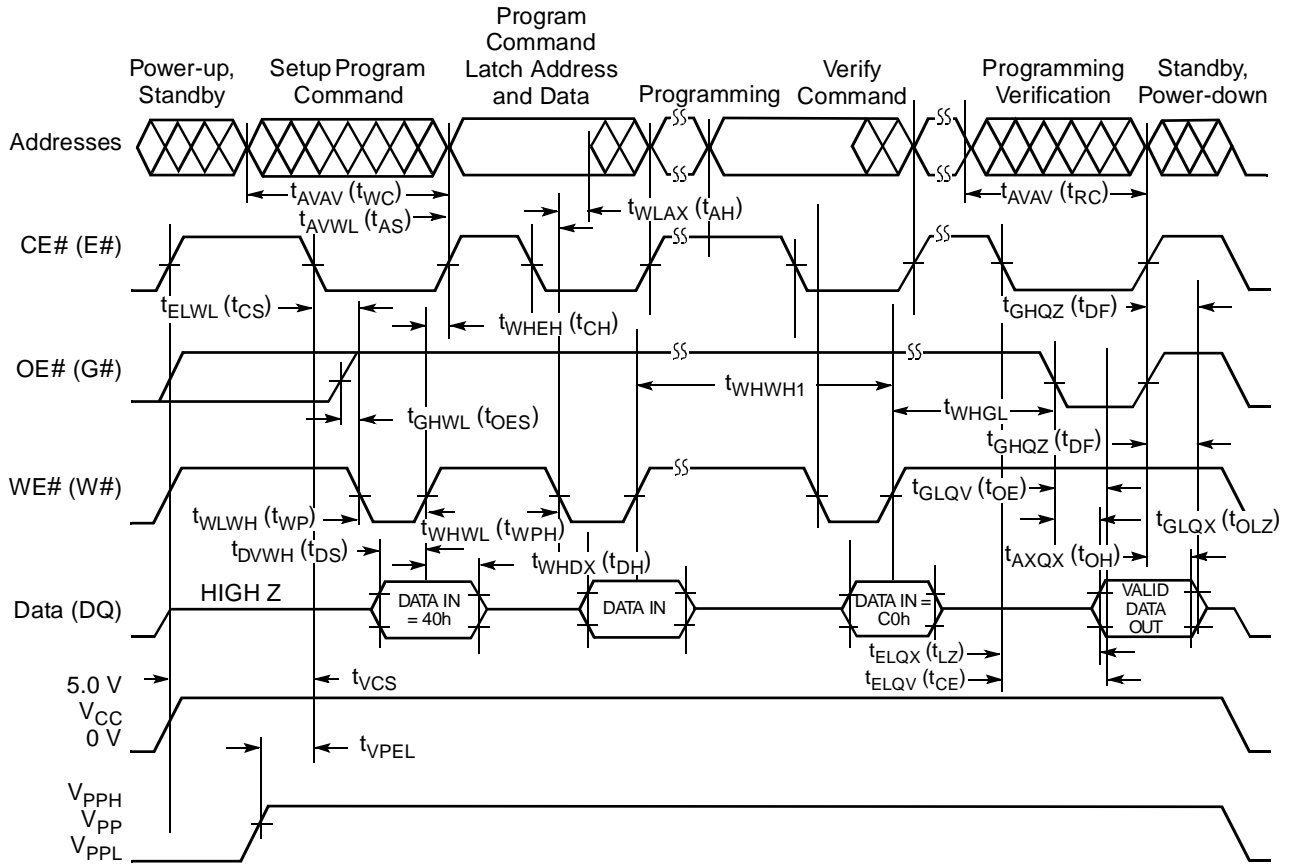 Power-up,
Standby
Setup Program
Command
Program
Command
Latch Address
and Data
Programming
Verify
Command
Programming
Verification
Standby,
Power-down
Addresses
tAVAV (tWC)
tAVWL (tAS)
tWLAX (tAH)
tAVAV (tRC)
CE# (E#)
tELWL (tCS)
tWHEH (tCH)
tGHQZ (tDF)
OE# (G#)
tWHWH1
tGHWL (tOES)
tWHGL
tGHQZ (tDF)
WE# (W#)
tWLWH (tWP)
tWHWL (tWPH)
tGLQV (tOE)
tGLQX (tOLZ)
tDVWH (tDS)
tWHDX (tDH)
tAXQX (tOH)
Data (DQ)
HIGH Z
DATA IN
= 40h
DATA IN
DATA IN =
C0h
VALID
DATA
OUT
tELQX (tLZ)
tELQV (tCE)
5.0 V
VCC
0 V
tVCS
tVPEL
VPPH
VPP
VPPL